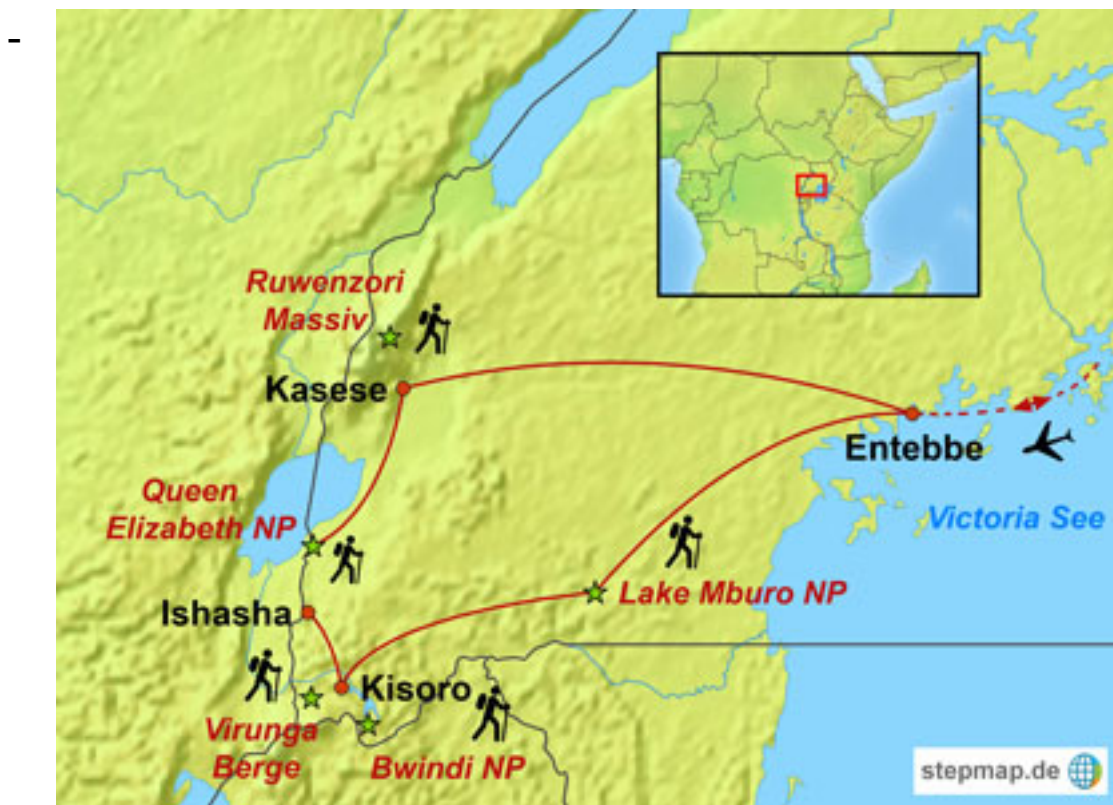 -
Ruwenzori
Massiv
Kasese
Entebbe
Queen
Elizabeth NP
Victoria See
Lake Mburo NP
Ishasha
Kisoro
Virunga
Berge
Bwindi NP
stepmap.de